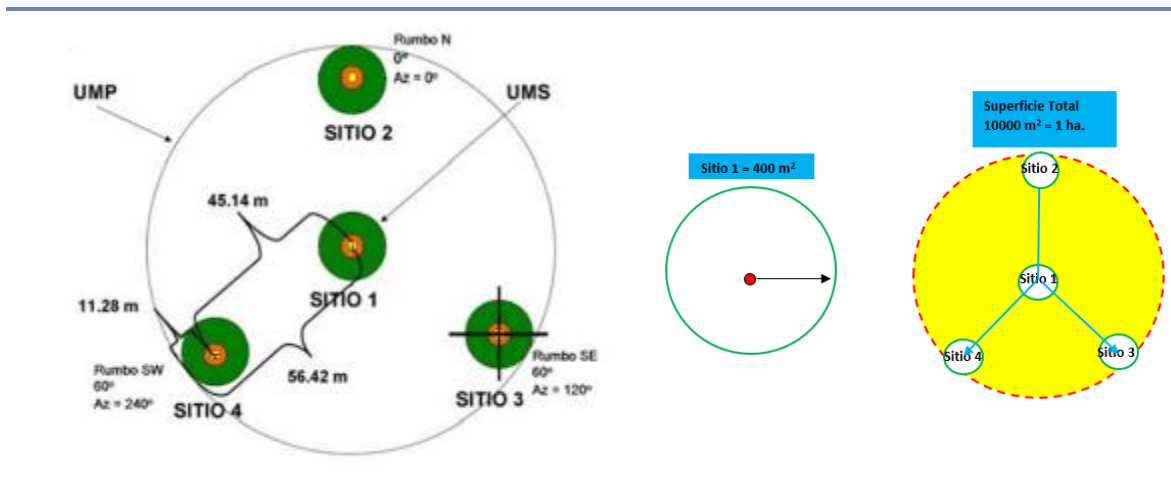 Rumbo N
0º
Az = 0º
UMP
UMS
SITIO 2
45.14 m
SITIO 1
11.28 m
56.42 m
Rumbo SW
60º
Az = 240º
SITIO 4
Rumbo SE
60º
Az = 120º
SITIO 3
Sitio 1 = 400 m²
Superficie Total
10000 m² = 1 ha.
Sitio 2
Sitio 1
Sitio 4
Sitio 3